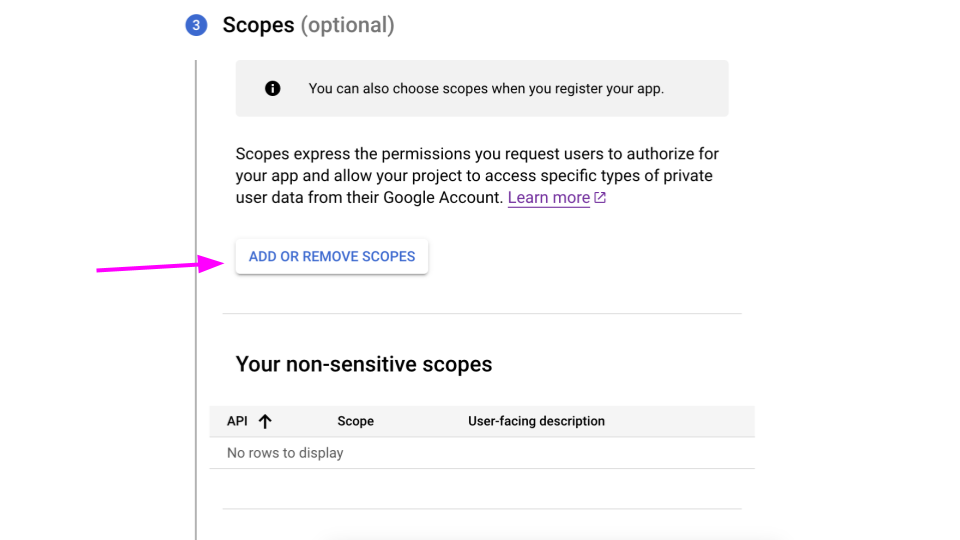 3 Scopes (optional)
You can also choose scopes when you register your app.
Scopes express the permissions you request users to authorize for
your app and allow your project to access specific types of private
user data from their Google Account. Learn more
ADD OR REMOVE SCOPES
Your non-sensitive scopes
API Scope User-facing description
No rows to display